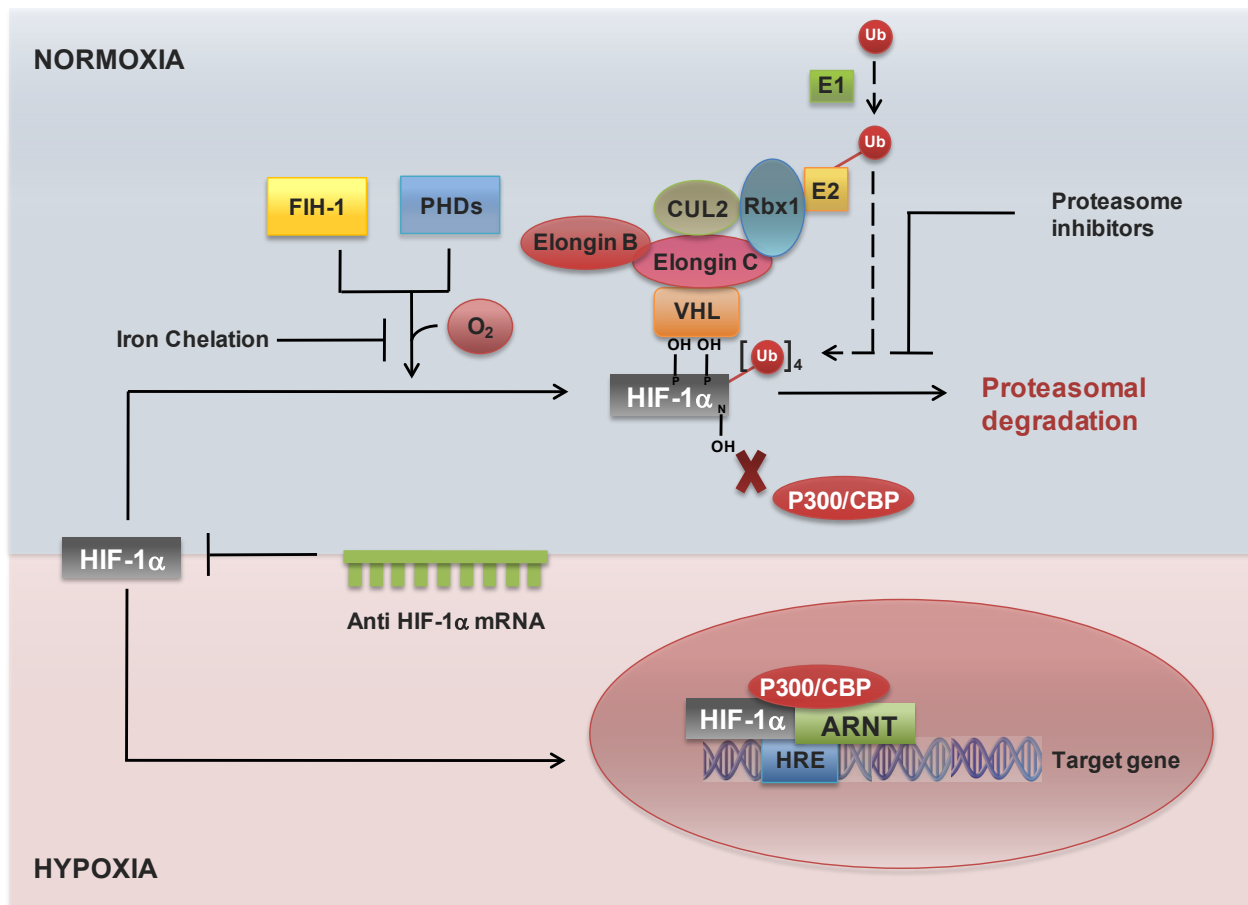 NORMOXIA
Ub
E1
Ub
FIH-1
PHDs
CUL2
Rbx1
E2
Proteasome
inhibitors
Elongin B
Elongin C
VHL
Iron Chelation
O₂
OH OH
P P
[Ub]₄
HIF-1α
N
OH
Proteasomal
degradation
P300/CBP
HIF-1α
Anti HIF-1α mRNA
P300/CBP
HIF-1α
ARNT
HRE
Target gene
HYPOXIA